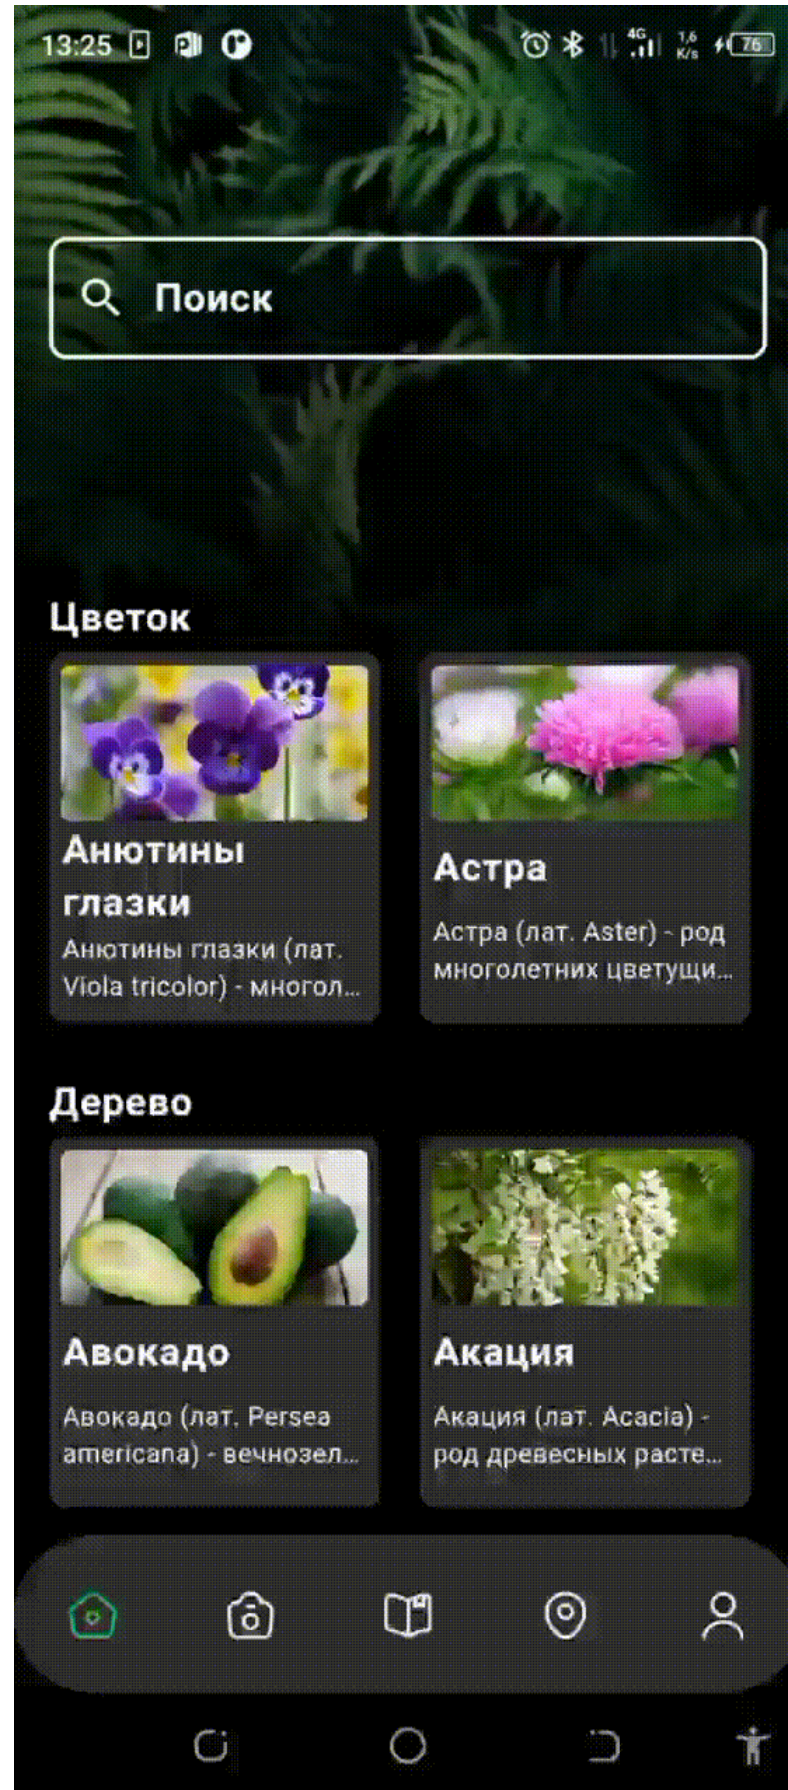 13:25
4G 1,6 K/s 76
Поиск
Цветок
Анютины
глазки
Анютины глазки (лат.
Viola tricolor) - многол...
Астра
Астра (лат. Aster) - род
многолетних цветущи...
Дерево
Авокадо
Авокадо (лат. Persea
americana) - вечнозел...
Акация
Акация (лат. Acacia) -
род древесных расте...